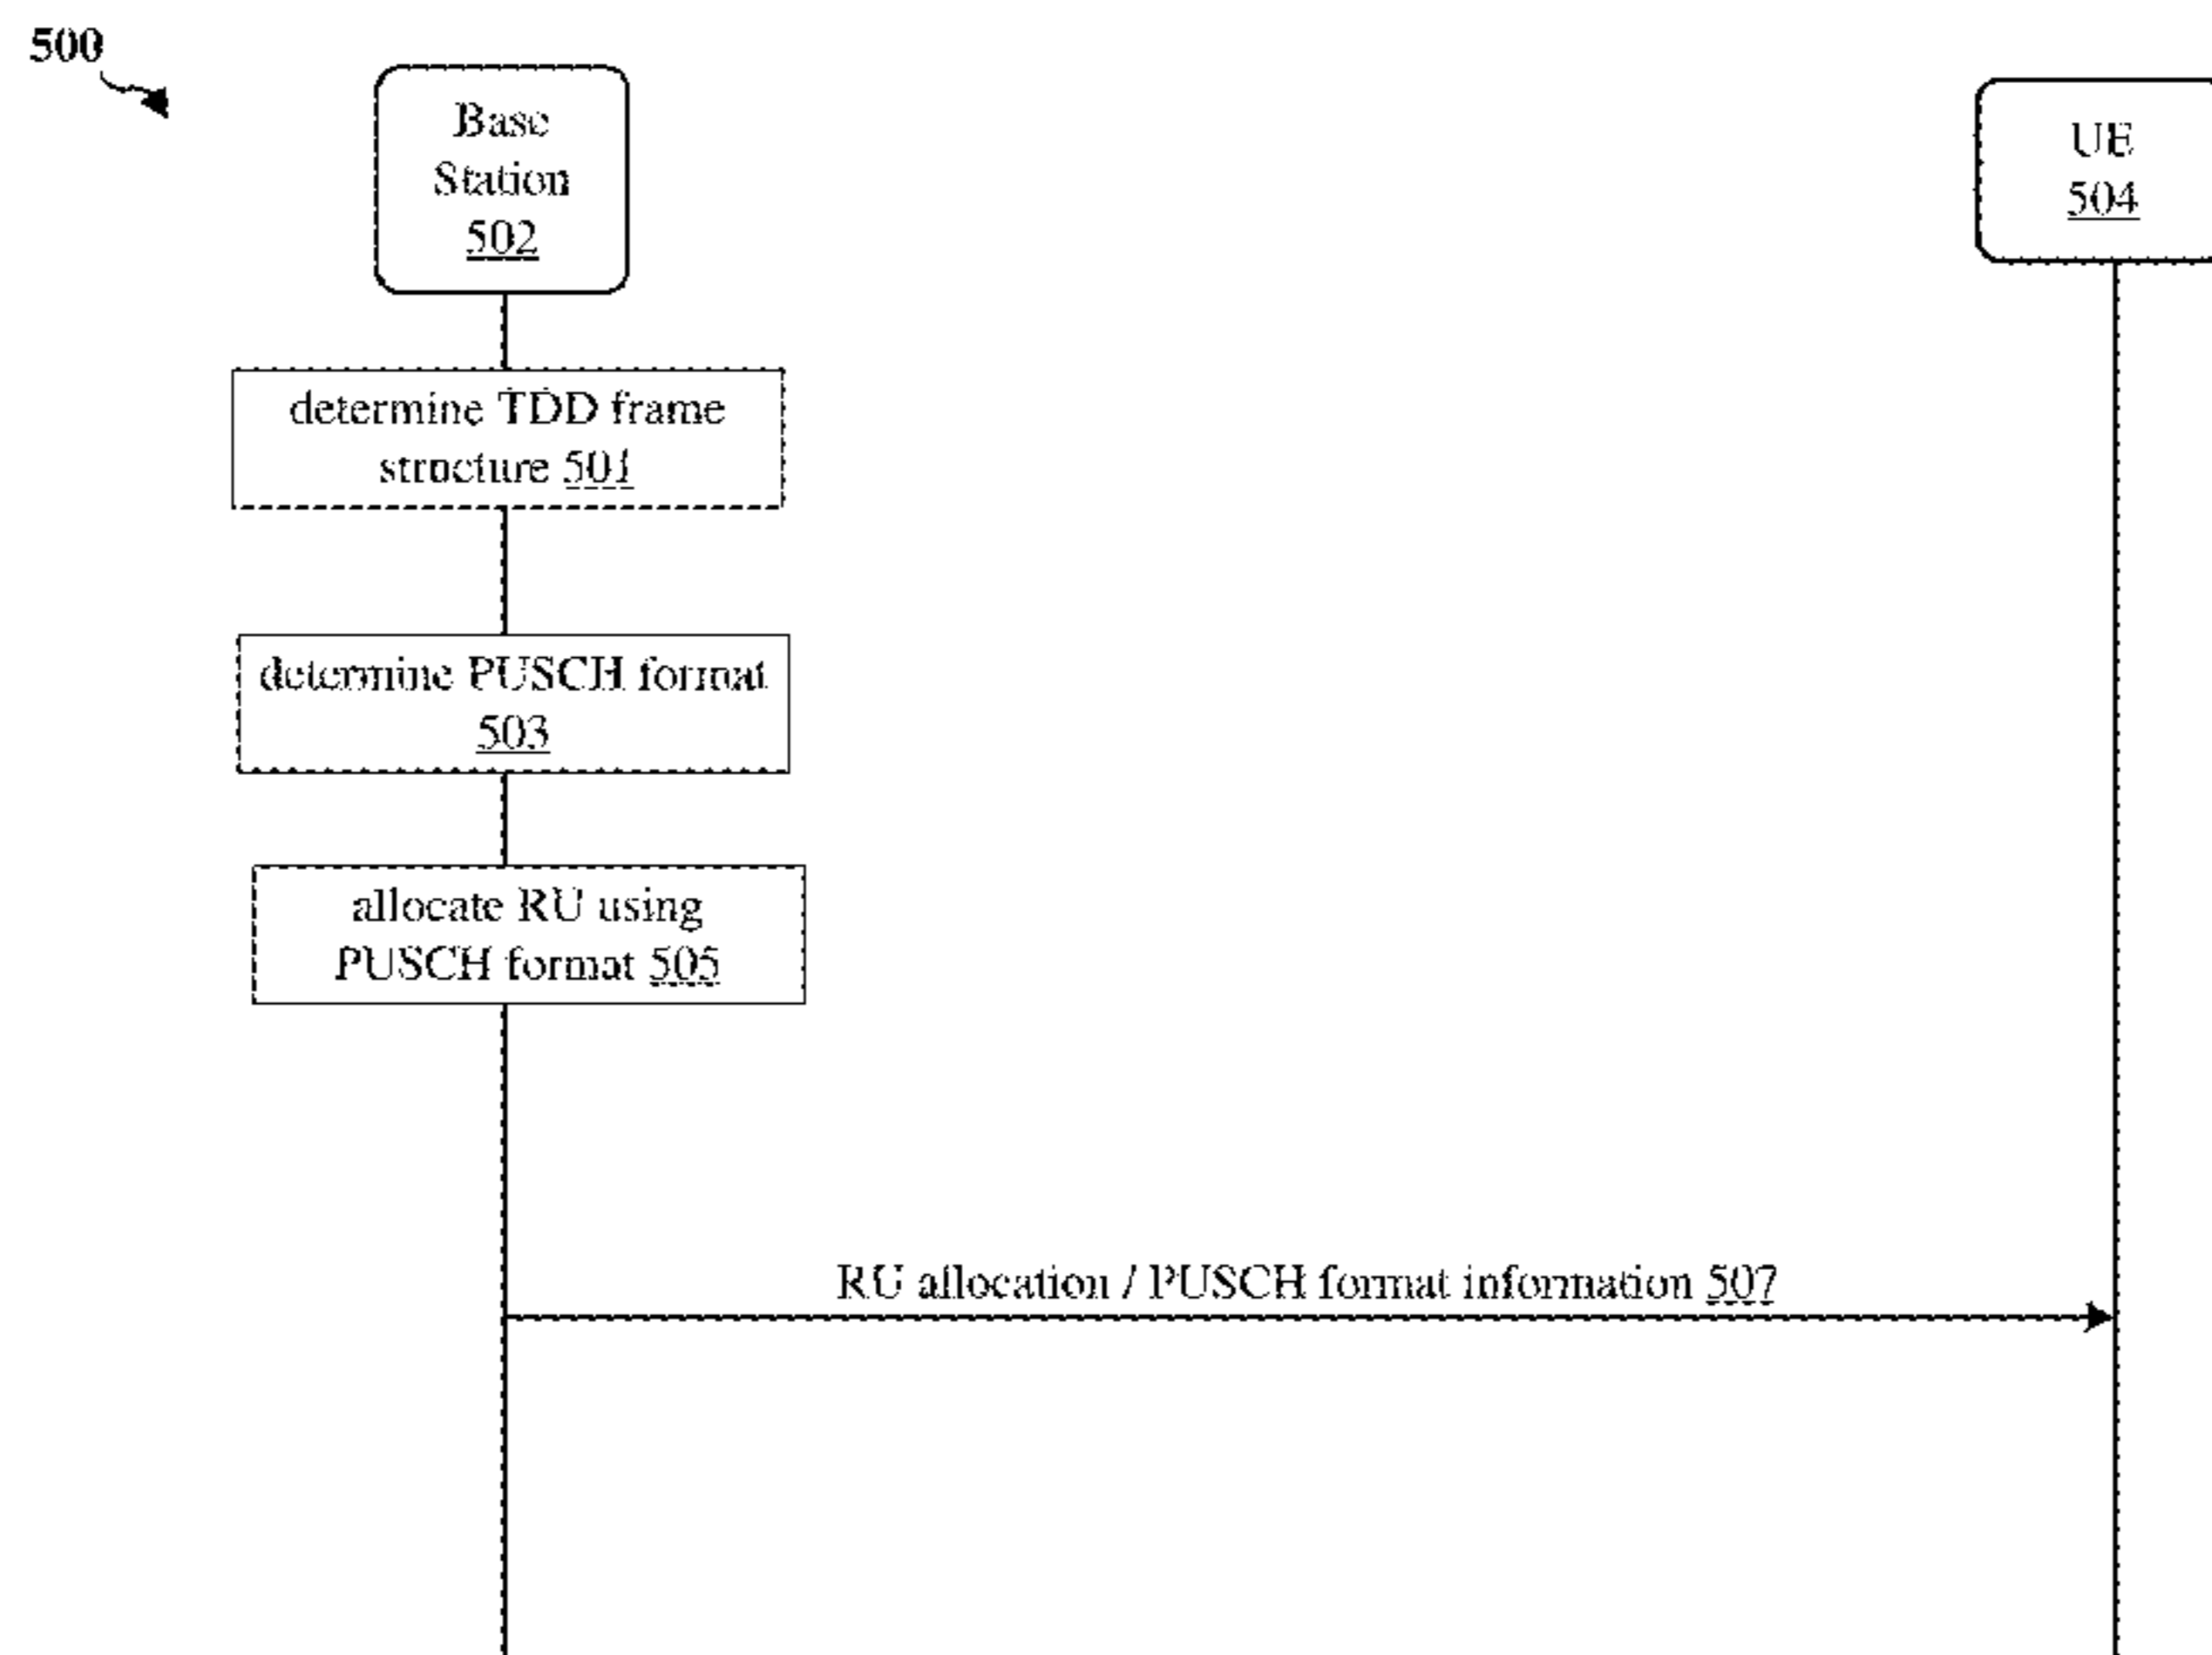 500
Base
Station
502
UE
504
determine TDD frame
structure 501
determine PUSCH format
503
allocate RU using
PUSCH format 505
RU allocation / PUSCH format information 507